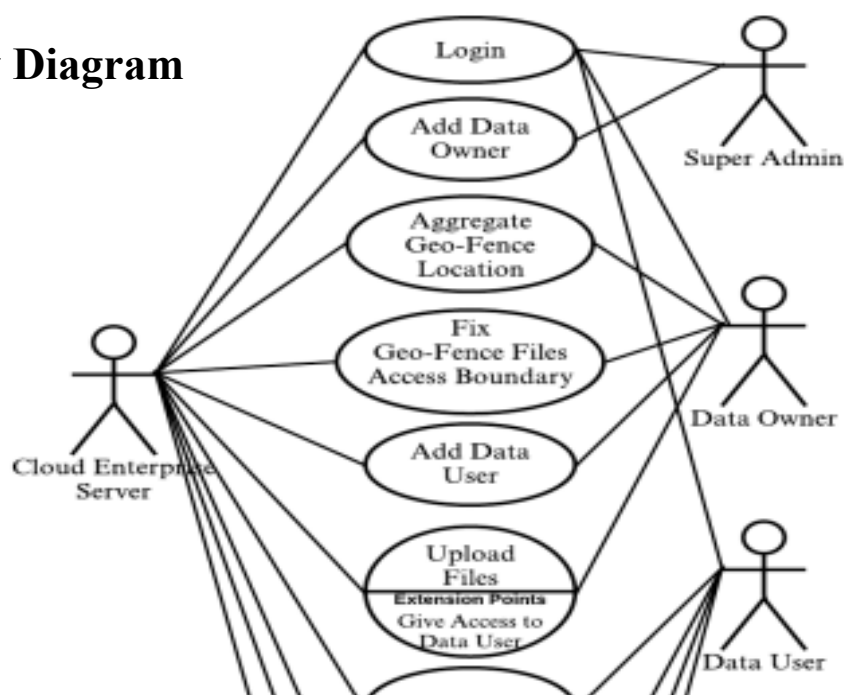 Diagram
Login
Add Data
Owner
Super Admin
Aggregate
Geo-Fence
Location
Fix
Geo-Fence Files
Access Boundary
Data Owner
Cloud Enterprise
Server
Add Data
User
Upload
Files
Extension Points
Give Access to
Data User
Data User